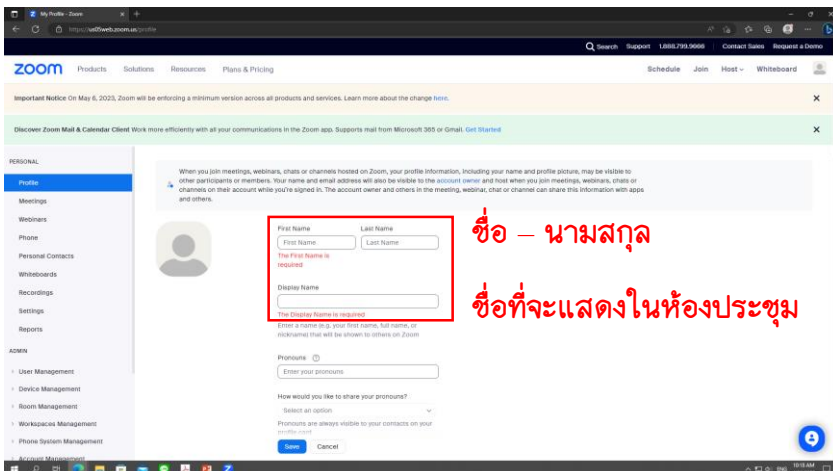 My Profile - Zoom
https://us05web.zoom.us/profile
Search Support 1.888.799.9666 Contact Sales Request a Demo
ZOOM Products Solutions Resources Plans & Pricing Schedule Join Host Whiteboard
Important Notice On May 6, 2023, Zoom will be enforcing a minimum version across all products and services. Learn more about the change here.
Discover Zoom Mail & Calendar Client Work more efficiently with all your communications in the Zoom app. Supports mail from Microsoft 365 or Gmail. Get Started
PERSONAL
Profile
Meetings
Webinars
Phone
Personal Contacts
Whiteboards
Recordings
Settings
Reports
ADMIN
User Management
Device Management
Room Management
Workspaces Management
Phone System Management
Account Management
When you join meetings, webinars, chats or channels hosted on Zoom, your profile information, including your name and profile picture, may be visible to
other participants or members. Your name and email address will also be visible to the account owner and host when you join meetings, webinars, chats or
channels on their account while you're signed in. The account owner and others in the meeting, webinar, chat or channel can share this information with apps
and others.
First Name Last Name
First Name Last Name
The First Name is
required
ชื่อ – นามสกุล
Display Name
The Display Name is required
ชื่อที่จะแสดงในห้องประชุม
Enter a name (e.g. your first name, full name, or
nickname) that will be shown to others on Zoom
Pronouns
Enter your pronouns
How would you like to share your pronouns?
Select an option
Pronouns are always visible to your contacts on your
profile card
Save Cancel
ENG 10:18 AM